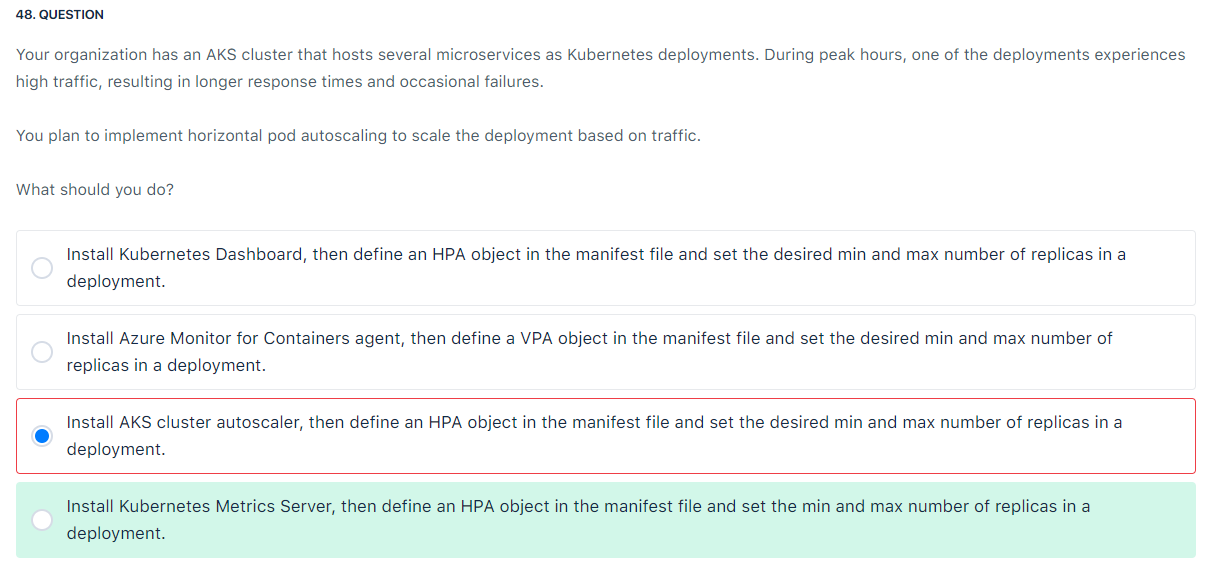 48. QUESTION
Your organization has an AKS cluster that hosts several microservices as Kubernetes deployments. During peak hours, one of the deployments experiences
high traffic, resulting in longer response times and occasional failures.
You plan to implement horizontal pod autoscaling to scale the deployment based on traffic.
What should you do?
Install Kubernetes Dashboard, then define an HPA object in the manifest file and set the desired min and max number of replicas in a
deployment.
Install Azure Monitor for Containers agent, then define a VPA object in the manifest file and set the desired min and max number of
replicas in a deployment.
Install AKS cluster autoscaler, then define an HPA object in the manifest file and set the desired min and max number of replicas in a
deployment.
Install Kubernetes Metrics Server, then define an HPA object in the manifest file and set the min and max number of replicas in a
deployment.